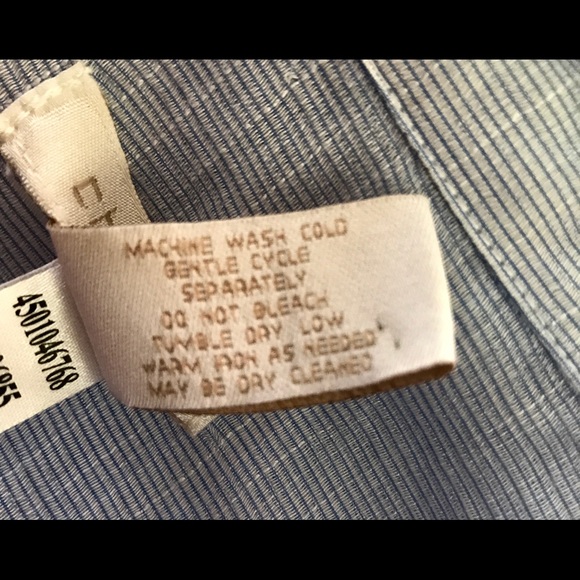 MACHINE WASH COLD
GENTLE CYCLE
SEPARATELY
DO NOT BLEACH
TUMBLE DRY LOW
WARM IRON AS NEEDED
MAY BE DRY CLEANED
4501046768